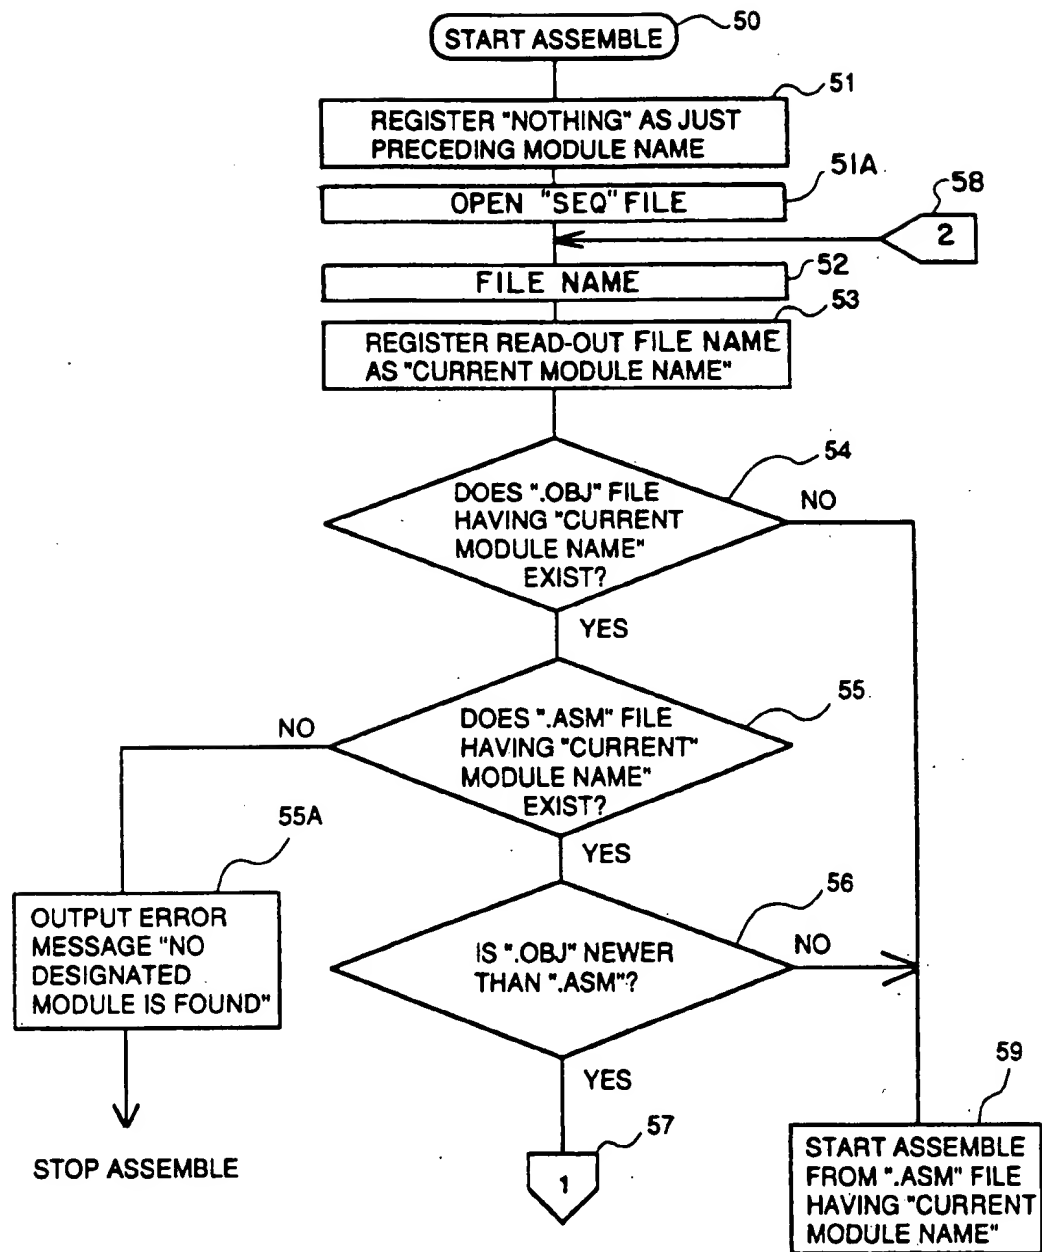 50
START ASSEMBLE
51
REGISTER "NOTHING" AS JUST
PRECEDING MODULE NAME
51A
OPEN "SEQ" FILE
58
2
52
FILE NAME
53
REGISTER READ-OUT FILE NAME
AS "CURRENT MODULE NAME"
54
DOES ".OBJ" FILE
HAVING "CURRENT
MODULE NAME"
EXIST?
NO
YES
55
DOES ".ASM" FILE
HAVING "CURRENT"
MODULE NAME"
EXIST?
NO
YES
55A
OUTPUT ERROR
MESSAGE "NO
DESIGNATED
MODULE IS FOUND"
STOP ASSEMBLE
56
IS ".OBJ" NEWER
THAN ".ASM"?
NO
YES
57
1
59
START ASSEMBLE
FROM ".ASM" FILE
HAVING "CURRENT
MODULE NAME"